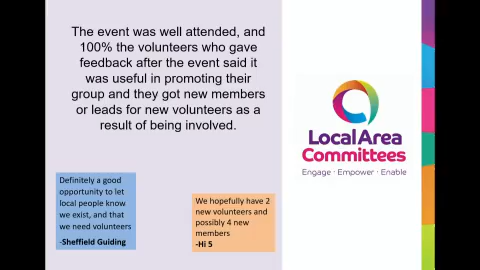 The event was well attended, and
100% the volunteers who gave
feedback after the event said it
was useful in promoting their
group and they got new members
or leads for new volunteers as a
result of being involved.
Definitely a good
opportunity to let
local people know
we exist, and that
we need volunteers
-Sheffield Guiding
We hopefully have 2
new volunteers and
possibly 4 new
members
-Hi 5
Local Area
Committees
Engage · Empower · Enable